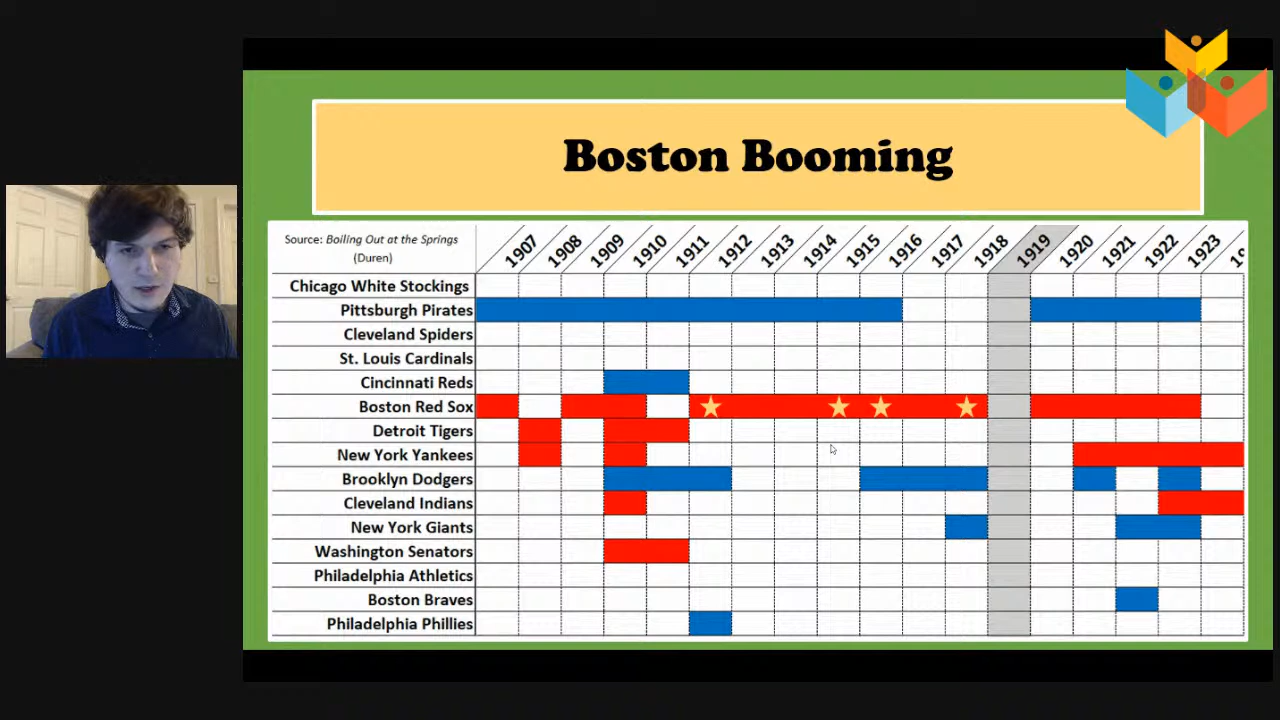 Boston Booming
Source: Boiling Out at the Springs
(Duren)
1907 1908 1909 1910 1911 1912 1913 1914 1915 1916 1917 1918 1919 1920 1921 1922 1923
Chicago White Stockings
Pittsburgh Pirates
Cleveland Spiders
St. Louis Cardinals
Cincinnati Reds
Boston Red Sox
Detroit Tigers
New York Yankees
Brooklyn Dodgers
Cleveland Indians
New York Giants
Washington Senators
Philadelphia Athletics
Boston Braves
Philadelphia Phillies